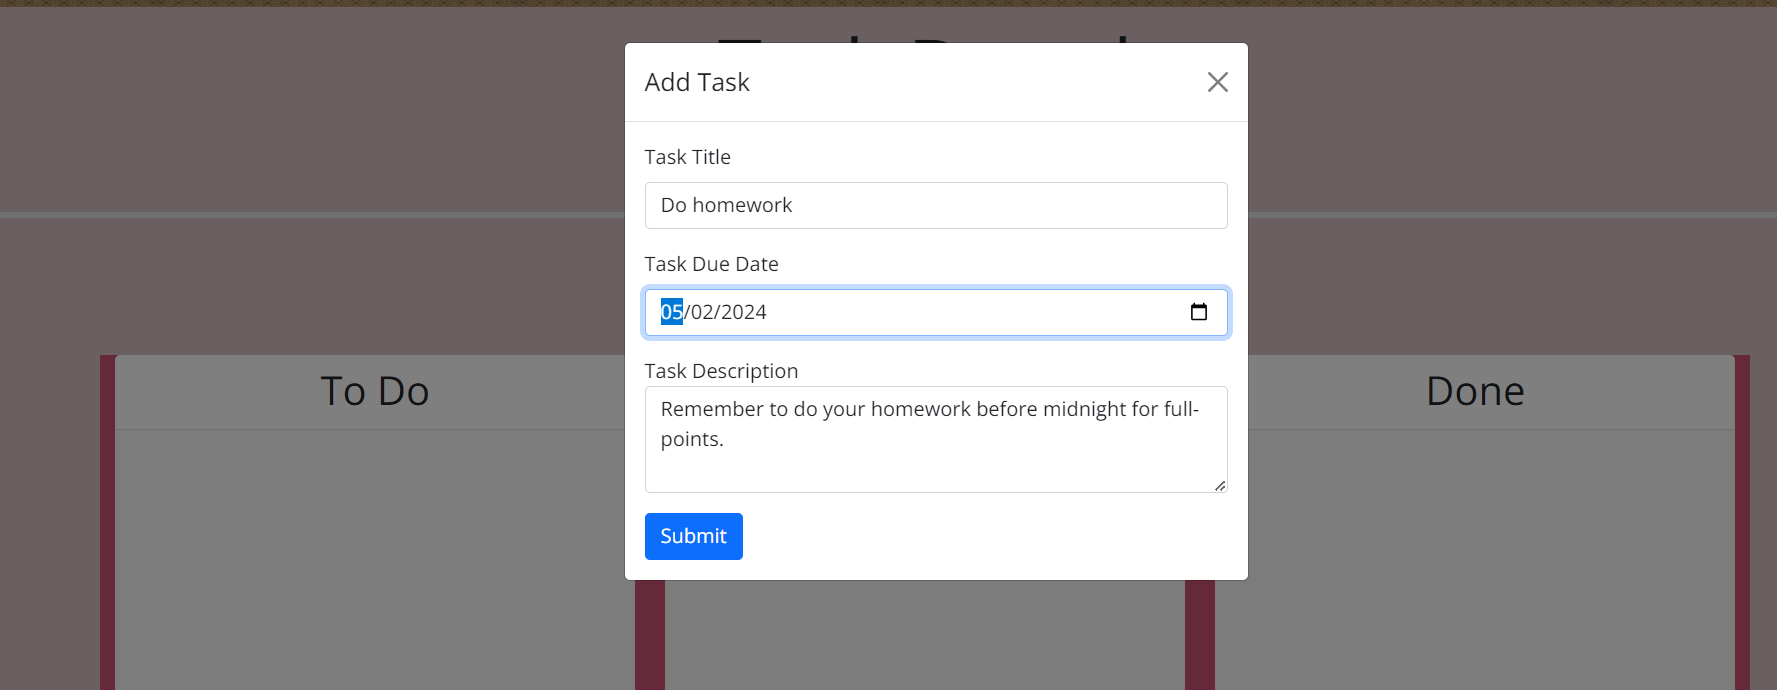 Add Task
Task Title
Do homework
Task Due Date
05/02/2024
Task Description
Remember to do your homework before midnight for full-
points.
Submit
To Do
Done